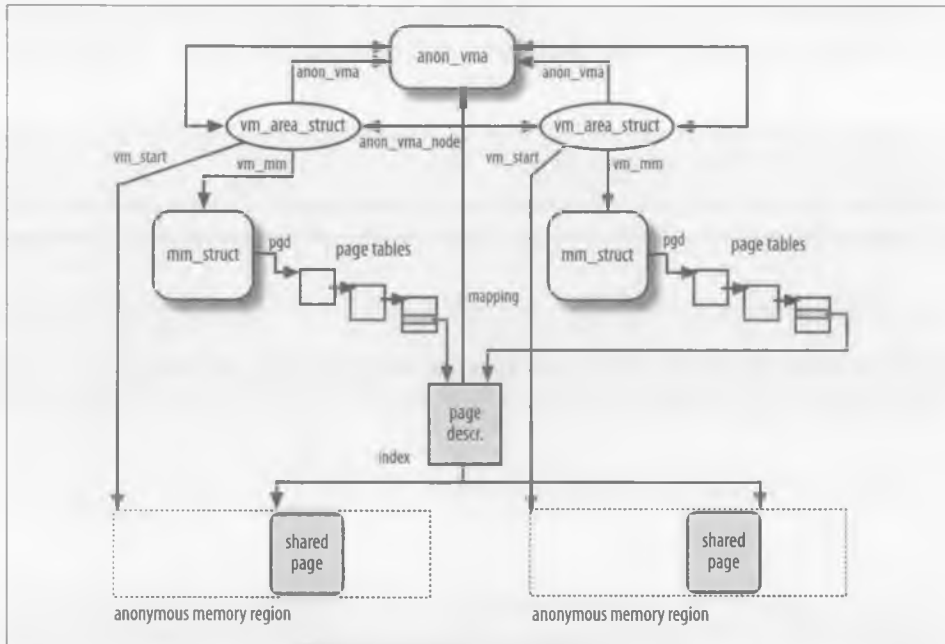 anon_vma
anon_vma
anon_vma
vm_area_struct
vm_area_struct
anon_vma_node
vm_start
vm_mm
vm_start
vm_mm
mm_struct
pgd
page tables
mm_struct
pgd
page tables
mapping
page
descr.
index
shared
page
shared
page
anonymous memory region
anonymous memory region